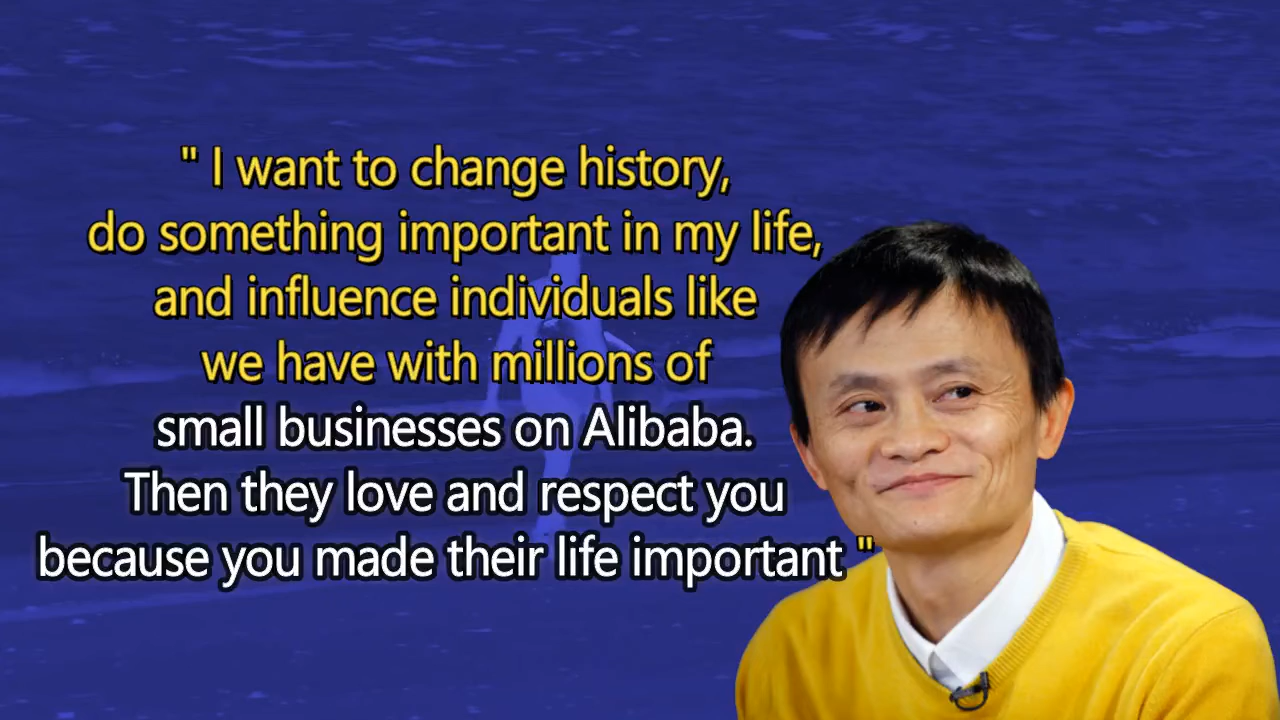 " I want to change history,
do something important in my life,
and influence individuals like
we have with millions of
small businesses on Alibaba.
Then they love and respect you
because you made their life important "